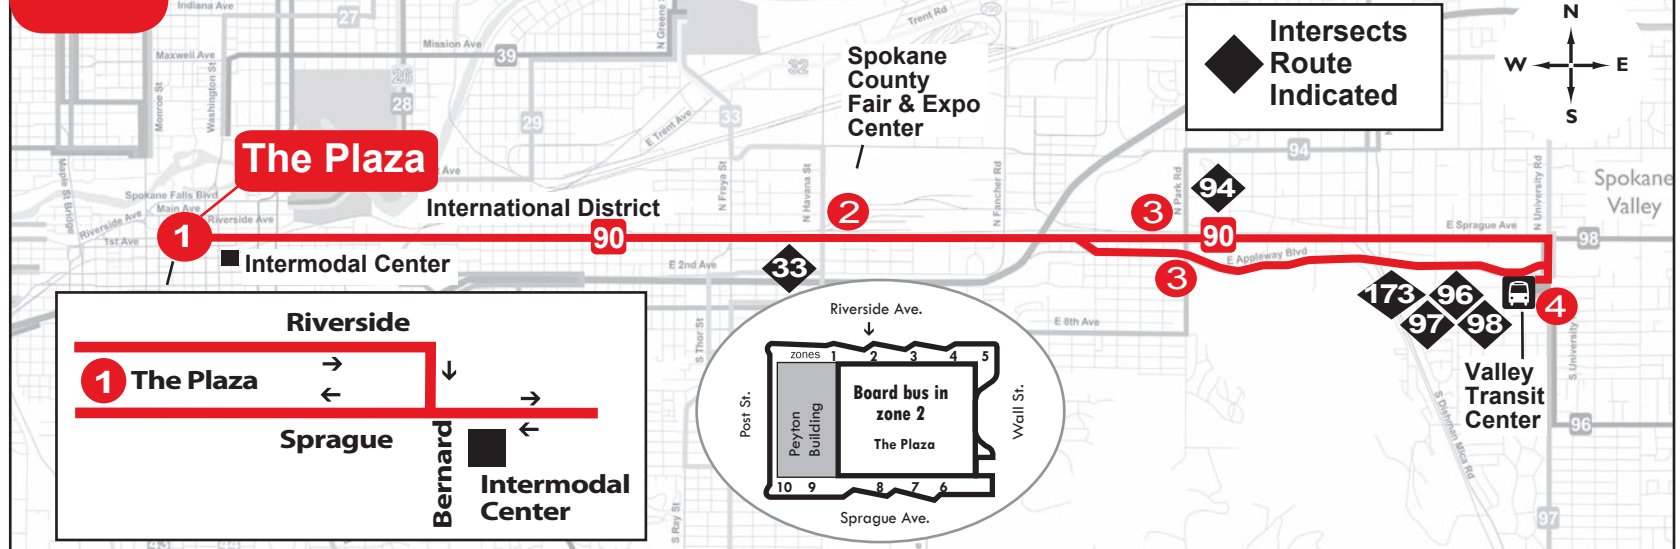 Indiana Ave
27
Mission Ave
39
Maxwell Ave
Monroe St
Washington St
26
28
29
N Greene St
Trent Rd
290
32
33
E Trent Ave
Spokane
County
Fair & Expo
Center
Intersects
Route
Indicated
N
W
E
S
The Plaza
Ave
Maple St Bridge
Spokane Falls Blvd
Main Ave
Riverside Ave
Riverside Ave
1st Ave
1
International District
90
N Freya St
N Havana St
2
N Fancher Rd
3
N Park Rd
94
94
90
E Sprague Ave
N University Rd
98
Spokane
Valley
Intermodal Center
E 2nd Ave
33
3
E Appleway Blvd
173
96
97
98
4
Valley
Transit
Center
E 8th Ave
S Thor St
S Ray St
S Dishman Mica Rd
S University
96
97
Riverside
1
The Plaza
Sprague
Bernard
Intermodal
Center
Riverside Ave.
zones
1
2
3
4
5
Post St.
Peyton
Building
Board bus in
zone 2
The Plaza
Wall St.
10
9
8
7
6
Sprague Ave.